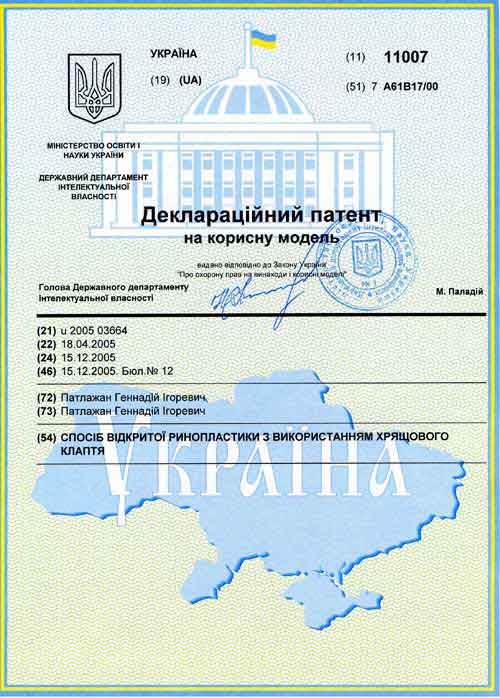 УКРАЇНА
(19) (UA)
(11) 11007
(51) 7 A61B17/00
МІНІСТЕРСТВО ОСВІТИ І
НАУКИ УКРАЇНИ
ДЕРЖАВНИЙ ДЕПАРТАМЕНТ
ІНТЕЛЕКТУАЛЬНОЇ
ВЛАСНОСТІ
Деклараційний патент
на корисну модель
видано відповідно до Закону України
"Про охорону прав на винаходи і корисні моделі"
Голова Державного департаменту
інтелектуальної власності
М. Паладій
(21) u 2005 03664
(22) 18.04.2005
(24) 15.12.2005
(46) 15.12.2005. Бюл.№ 12
(72) Патлажан Геннадій Ігоревич
(73) Патлажан Геннадій Ігоревич
(54) СПОСІБ ВІДКРИТОЇ РИНОПЛАСТИКИ З ВИКОРИСТАННЯМ ХРЯЩОВОГО
КЛАПТЯ
УКРАЇНА